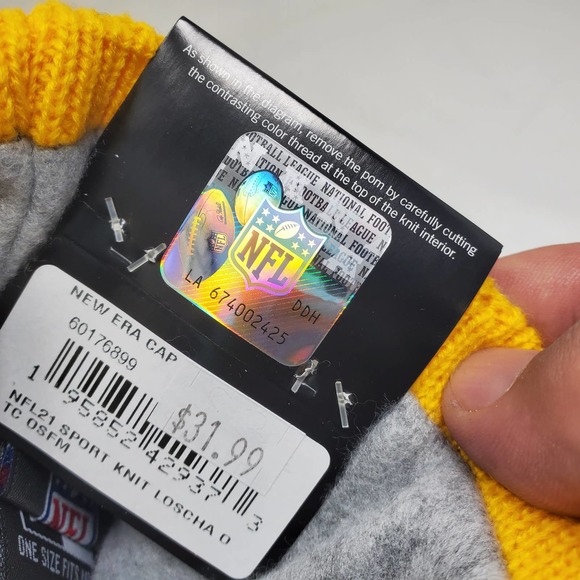 As shown in the diagram, remove the pom by carefully cutting
the contrasting color thread at the top of the knit interior.
NFL
LA 674002425
DDH
NEW ERA CAP
60176899
$31.99
1 95852 42937 3
NFL21 SPORT KNIT LOSCHA O
TC OSFM
NFL
ONE SIZE FITS